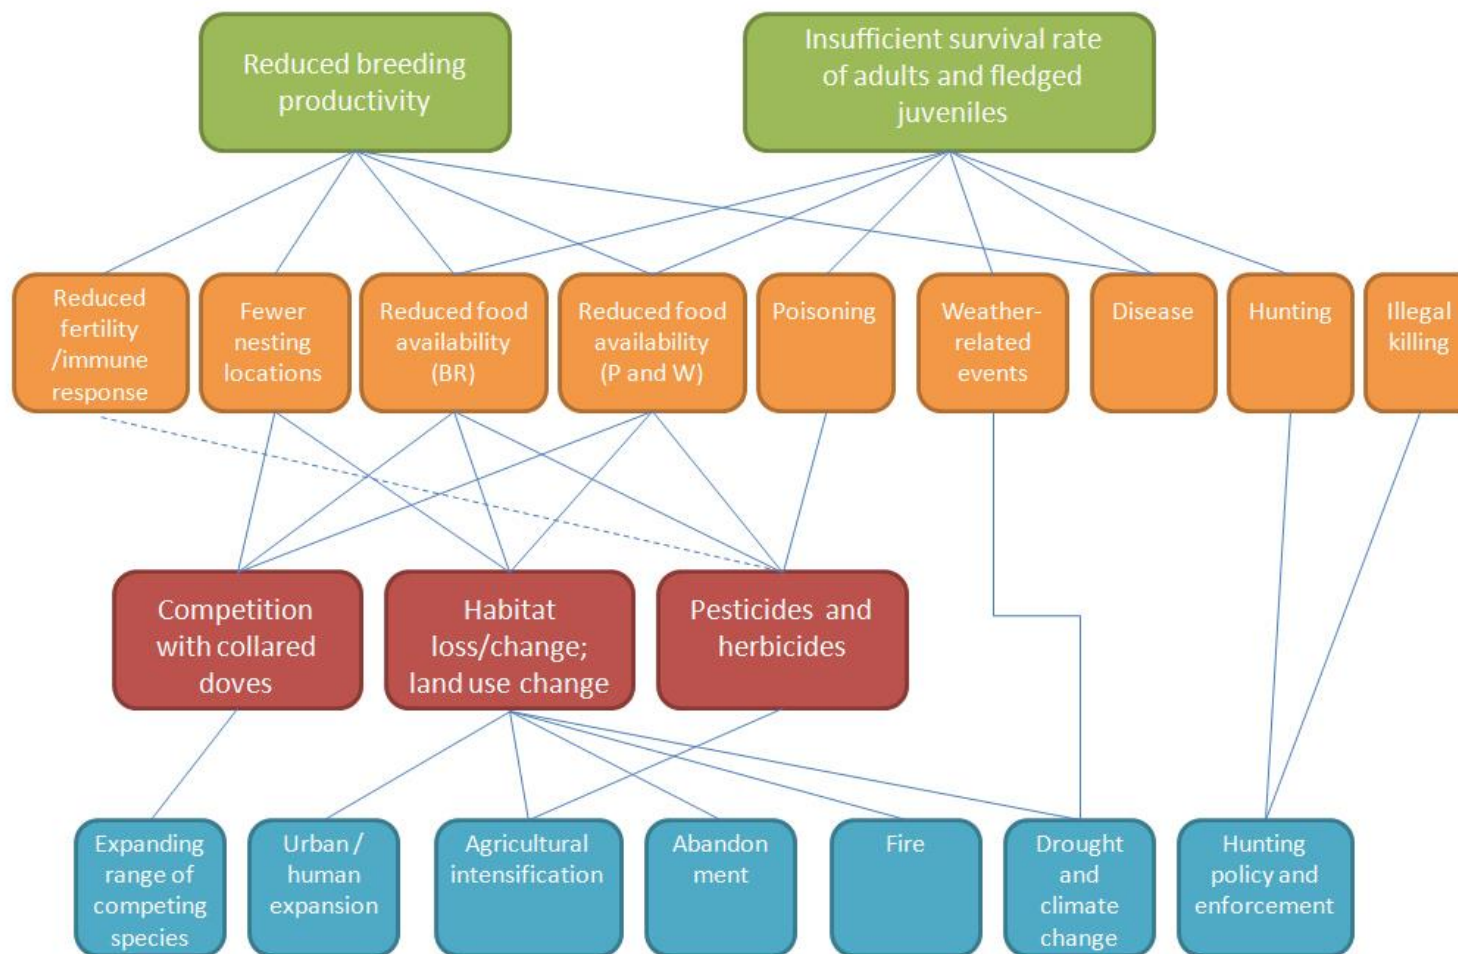 Reduced breeding
productivity
Insufficient survival rate
of adults and fledged
juveniles
Reduced
fertility
/immune
response
Fewer
nesting
locations
Reduced food
availability
(BR)
Reduced food
availability
(P and W)
Poisoning
Weather-
related
events
Disease
Hunting
Illegal
killing
Competition
with collared
doves
Habitat
loss/change;
land use change
Pesticides and
herbicides
Expanding
range of
competing
species
Urban /
human
expansion
Agricultural
intensification
Abandon
ment
Fire
Drought
and
climate
change
Hunting
policy and
enforcement